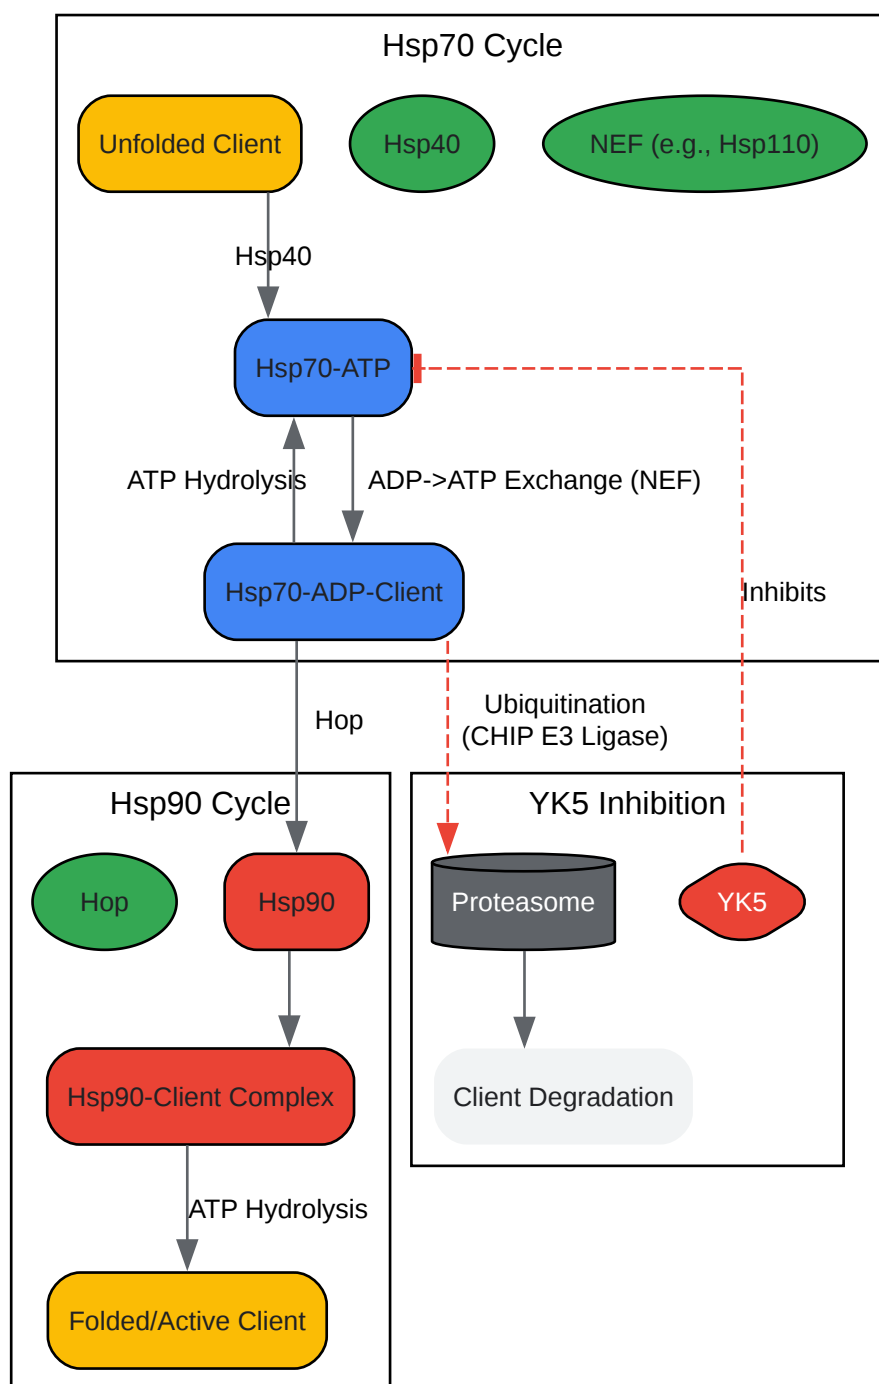 Hsp70 Cycle
Unfolded Client
Hsp40
NEF (e.g., Hsp110)
Hsp40
Hsp70-ATP
ATP Hydrolysis
ADP->ATP Exchange (NEF)
Hsp70-ADP-Client
Inhibits
Hop
Ubiquitination
(CHIP E3 Ligase)
Hsp90 Cycle
YK5 Inhibition
Hop
Hsp90
Proteasome
YK5
Hsp90-Client Complex
Client Degradation
ATP Hydrolysis
Folded/Active Client